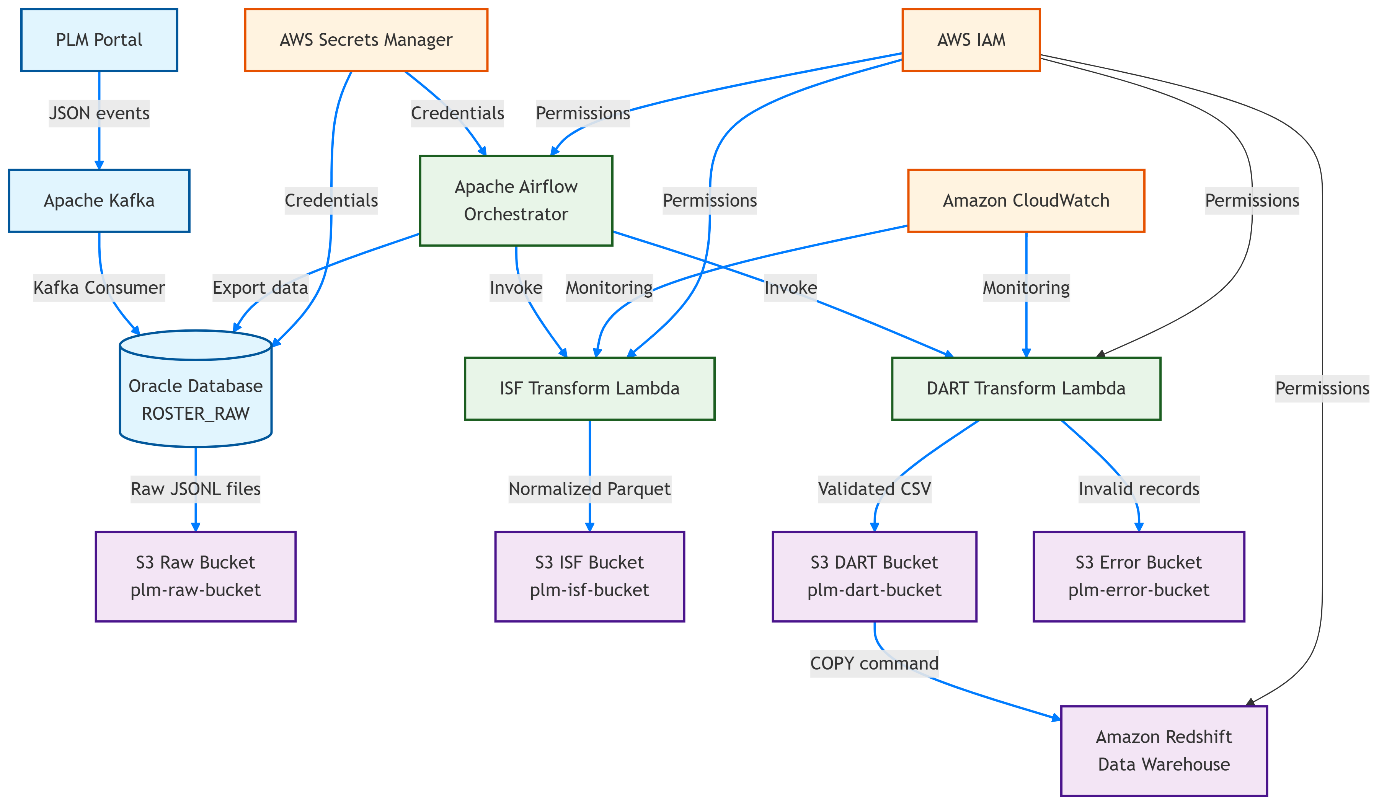 PLM Portal
AWS Secrets Manager
AWS IAM
JSON events
Credentials
Permissions
Apache Kafka
Apache Airflow
Orchestrator
Credentials
Permissions
Amazon CloudWatch
Permissions
Kafka Consumer
Export data
Invoke
Monitoring
Invoke
Monitoring
Oracle Database
ROSTER_RAW
ISF Transform Lambda
DART Transform Lambda
Permissions
Raw JSONL files
Normalized Parquet
Validated CSV
Invalid records
S3 Raw Bucket
plm-raw-bucket
S3 ISF Bucket
plm-isf-bucket
S3 DART Bucket
plm-dart-bucket
S3 Error Bucket
plm-error-bucket
COPY command
Amazon Redshift
Data Warehouse